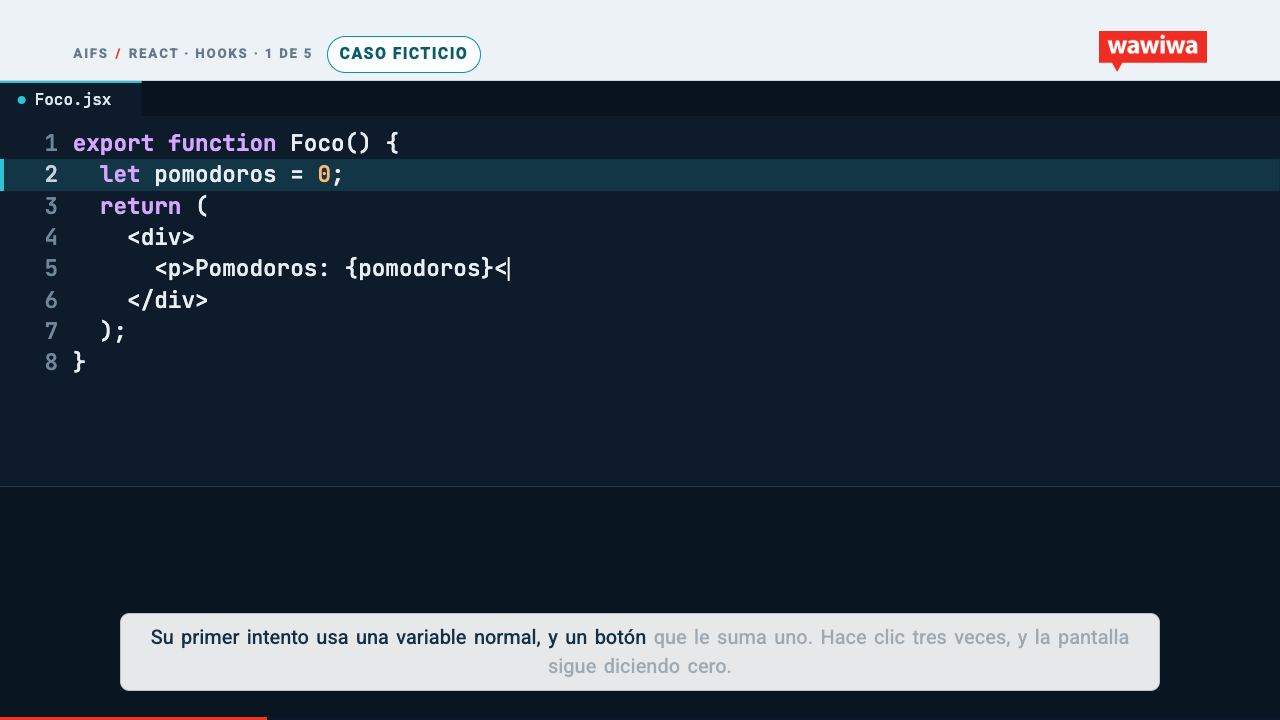 AIFS / REACT · HOOKS · 1 DE 5
CASO FICTICIO
wawiwa
Foco.jsx
1 export function Foco() {
2   let pomodoros = 0;
3   return (
4     <div>
5       <p>Pomodoros: {pomodoros}<
6     </div>
7   );
8 }
Su primer intento usa una variable normal, y un botón que le suma uno. Hace clic tres veces, y la pantalla
sigue diciendo cero.